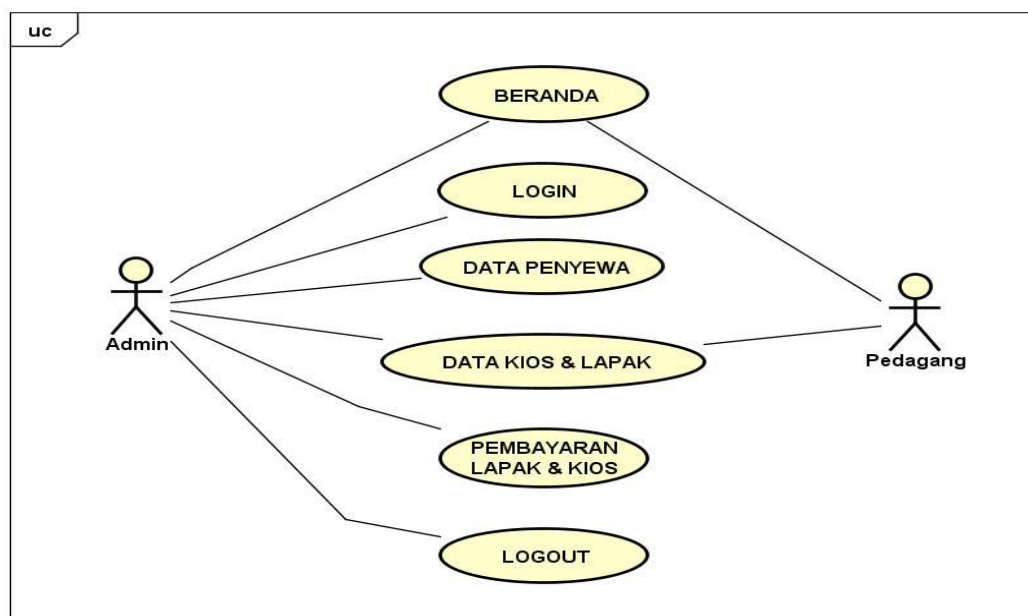 uc
BERANDA
LOGIN
DATA PENYEWA
Admin
DATA KIOS & LAPAK
Pedagang
PEMBAYARAN
LAPAK & KIOS
LOGOUT